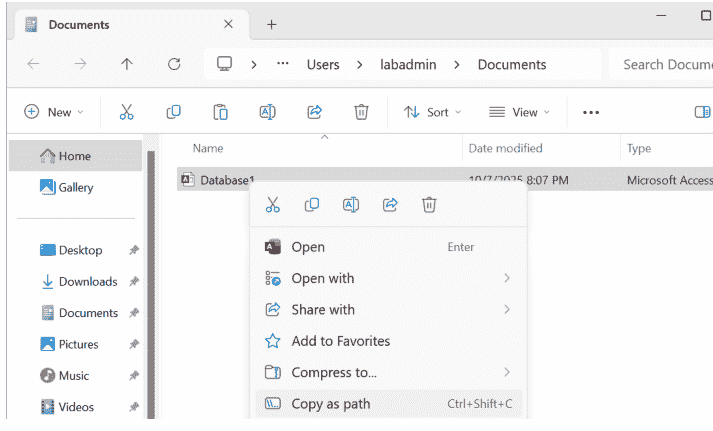 Documents
Users
labadmin
Documents
Search Docume
New
Sort
View
Name
Date modified
Type
Home
Gallery
Database1
10/7/2025 8:07 PM
Microsoft Access
Desktop
Downloads
Documents
Pictures
Music
Videos
Open
Enter
Open with
Share with
Add to Favorites
Compress to...
Copy as path
Ctrl+Shift+C